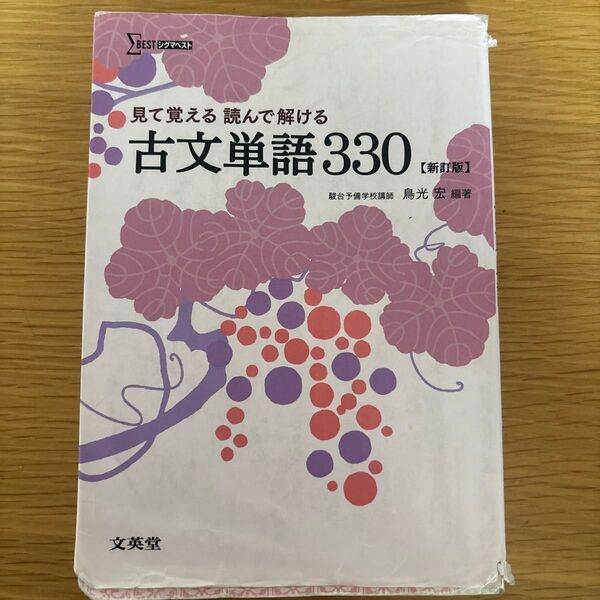 ΣBEST シグマベスト
見て覚える 読んで解ける
古文単語330【新訂版】
駿台予備学校講師 鳥光 宏 編著
文英堂